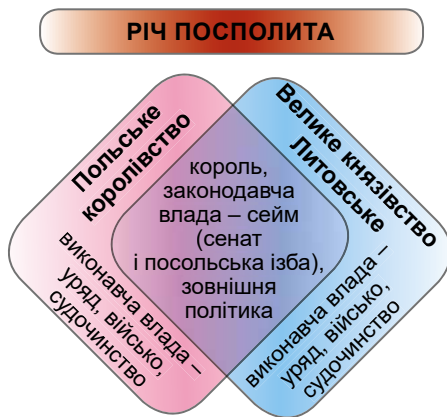 РІЧ ПОСПОЛИТА
Польське
королівство
виконавча влада –
уряд, військо,
судочинство
король,
законодавча
влада – сейм
(сенат
і посольська ізба),
зовнішня
політика
Велике князівство
Литовське
виконавча влада –
уряд, військо,
судочинство